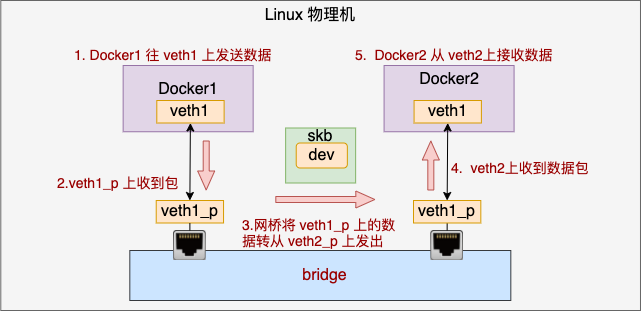 Linux 物理机
1. Docker1 往 veth1 上发送数据
5. Docker2 从 veth2上接收数据
Docker1
veth1
Docker2
veth1
skb
dev
2.veth1_p 上收到包
4. veth2上收到数据包
veth1_p
veth1_p
3.网桥将 veth1_p 上的数
据转从 veth2_p 上发出
bridge